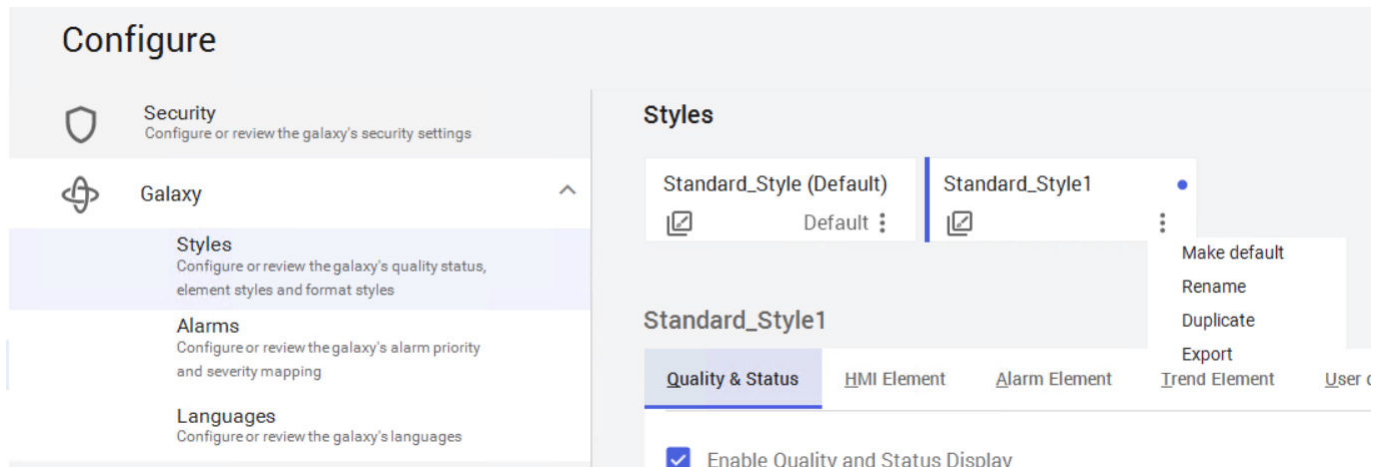 Configure
Security
Configure or review the galaxy's security settings
Galaxy
Styles
Configure or review the galaxy's quality status,
element styles and format styles
Alarms
Configure or review the galaxy's alarm priority
and severity mapping
Languages
Configure or review the galaxy's languages
Styles
Standard_Style (Default)
Default
Standard_Style1
Make default
Rename
Duplicate
Export
Standard_Style1
Quality & Status HMI Element Alarm Element Trend Element User
Enable Quality and Status Display